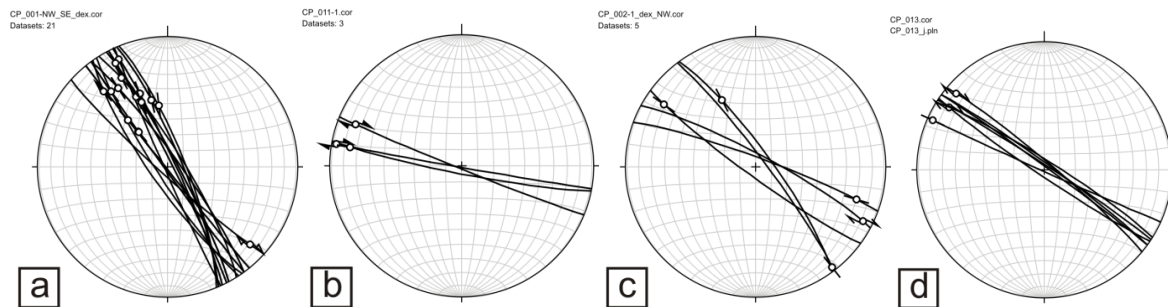 CP_001-NW_SE_dex.cor
Datasets: 21
CP_011-1.cor
Datasets: 3
CP_002-1_dex_NW.cor
Datasets: 5
CP_013.cor
CP_013_j.pln
a
b
c
d